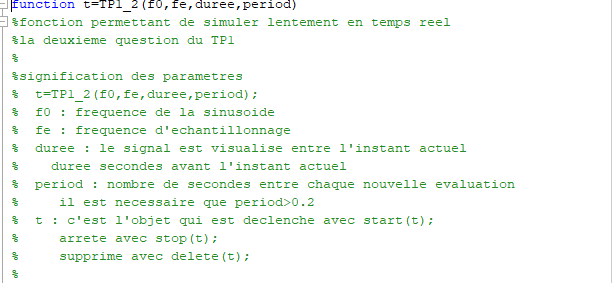 function t=TP1_2(f0,fe,duree,period)
%fonction permettant de simuler lentement en temps reel
%la deuxieme question du TP1
%
%signification des parametres
%  t=TP1_2(f0,fe,duree,period);
%  f0 : frequence de la sinusoide
%  fe : frequence d'echantillonnage
%  duree : le signal est visualise entre l'instant actuel
%    duree secondes avant l'instant actuel
%  period : nombre de secondes entre chaque nouvelle evaluation
%     il est necessaire que period>0.2
%  t : c'est l'objet qui est declenche avec start(t);
%     arrete avec stop(t);
%     supprime avec delete(t);
%